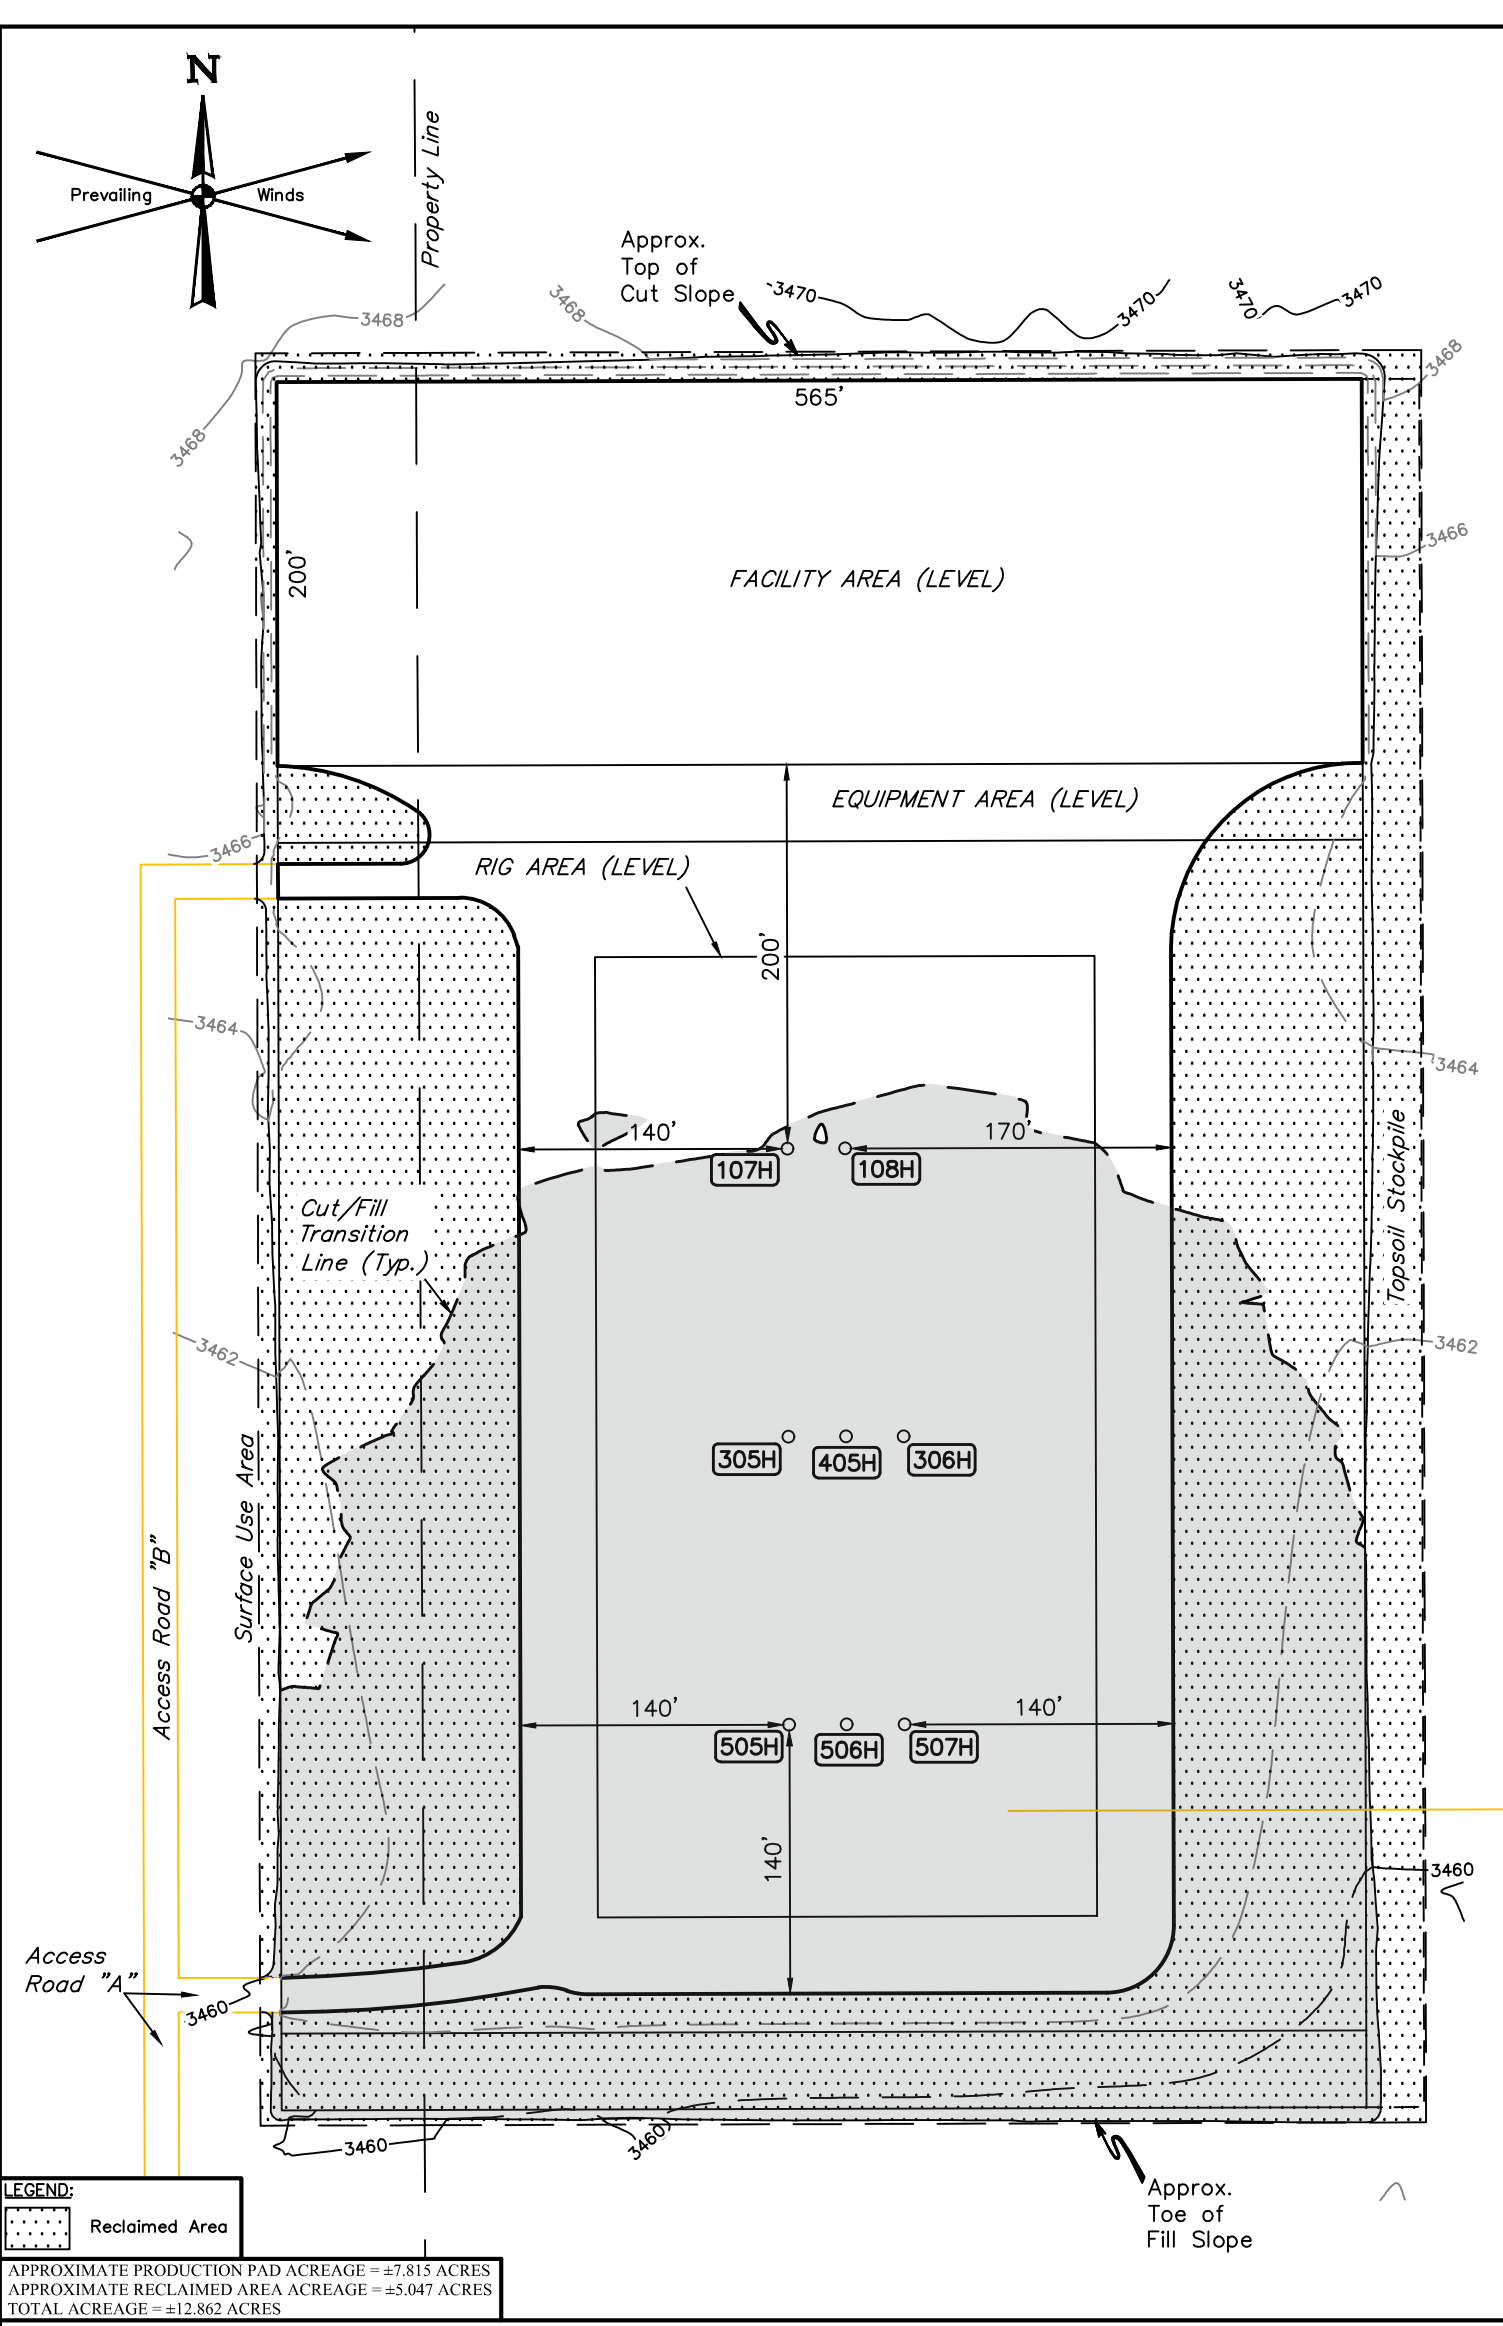 N
Prevailing Winds
Property Line
Approx.
Top of
Cut Slope
3470
3470
3470
3470
3468
3468
3468
3468
565'
200'
FACILITY AREA (LEVEL)
3466
EQUIPMENT AREA (LEVEL)
3466
RIG AREA (LEVEL)
200'
3464
3464
140'
170'
107H
108H
Topsoil Stockpile
Cut/Fill
Transition
Line (Typ.)
3462
3462
305H
405H
306H
Surface Use Area
Access Road "B"
140'
140'
505H
506H
507H
140'
3460
Access
Road "A"
3460
3460
3460
Approx.
Toe of
Fill Slope
LEGEND:
Reclaimed Area
APPROXIMATE PRODUCTION PAD ACREAGE = ±7.815 ACRES
APPROXIMATE RECLAIMED AREA ACREAGE = ±5.047 ACRES
TOTAL ACREAGE = ±12.862 ACRES